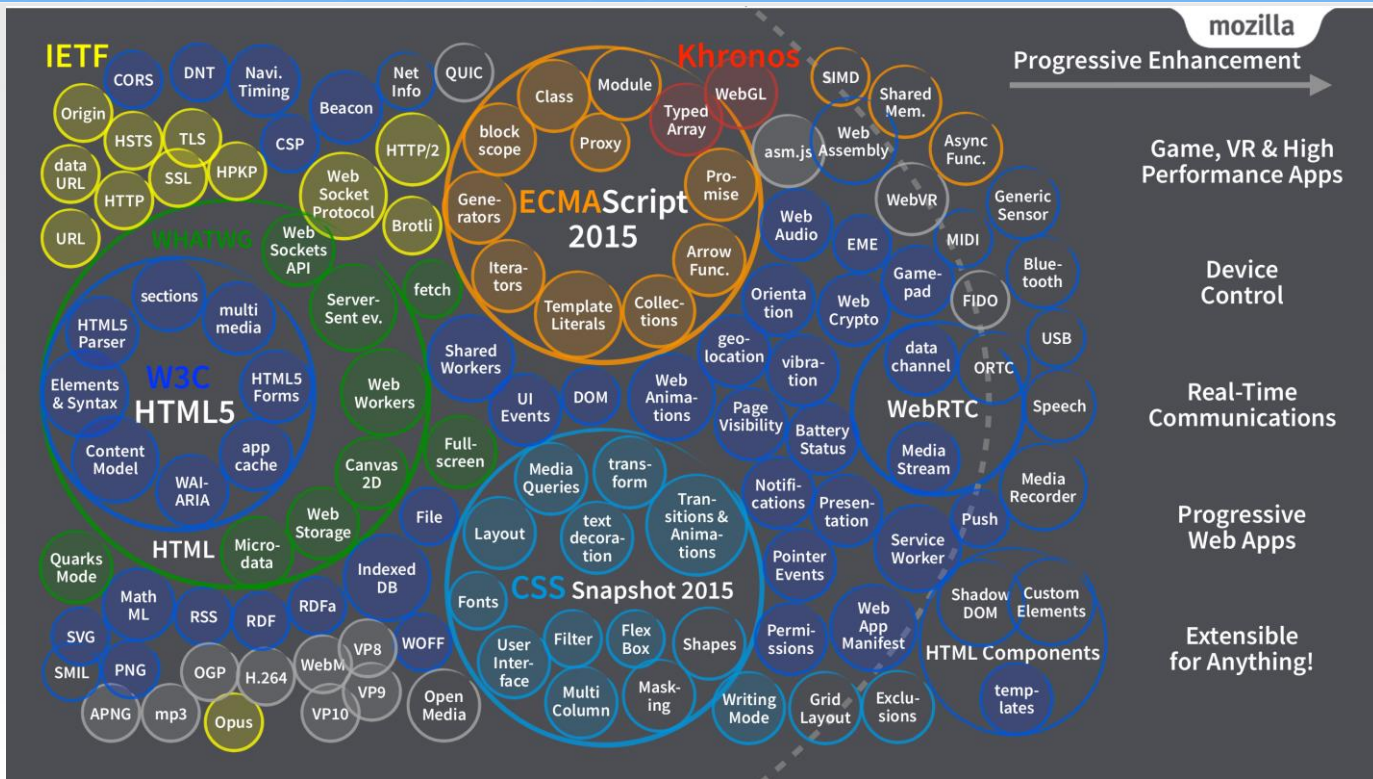 mozilla
IETF
CORS
DNT
Navi.
Timing
Beacon
Net
Info
QUIC
Origin
HSTS
TLS
CSP
HTTP/2
data
URL
HTTP
SSL
HPKP
Web
Socket
Protocol
Brotli
URL
Khronos
WebGL
Typed
Array
Class
Module
block
scope
Proxy
Pro-
mise
Gene-
rators
ECMAScript
2015
Itera-
tors
Arrow
Func.
Template
Literals
Collec-
tions
SIMD
Shared
Mem.
asm.js
Web
Assembly
Async
Func.
WebVR
Generic
Sensor
Web
Audio
EME
MIDI
Blue-
tooth
Orienta
tion
Web
Crypto
Game-
pad
FIDO
USB
geo-
location
vibra-
tion
data
channel
ORTC
WebRTC
Speech
Media
Stream
Media
Recorder
WHATWG
Web
Sockets
API
Server-
Sent ev.
fetch
sections
multi
media
HTML5
Parser
W3C
HTML5
Elements
& Syntax
HTML5
Forms
Web
Workers
Content
Model
app
cache
WAI-
ARIA
Canvas
2D
Web
Storage
Micro-
data
HTML
Full-
screen
Quarks
Mode
Shared
Workers
UI
Events
DOM
Web
Anima-
tions
Page
Visibility
Battery
Status
Notifi-
cations
Presen-
tation
Push
Pointer
Events
Service
Worker
Permi-
ssions
Web
App
Manifest
Shadow
DOM
Custom
Elements
HTML Components
temp-
lates
File
Indexed
DB
Math
ML
RSS
RDF
RDFa
WOFF
SVG
SMIL
PNG
OGP
H.264
WebM
VP8
VP9
VP10
APNG
mp3
Opus
Open
Media
Media
Queries
trans-
form
Tran-
sitions &
Anima-
tions
Layout
text
decora-
tion
CSS Snapshot 2015
Fonts
User
Inter-
face
Filter
Flex
Box
Shapes
Multi
Column
Mask-
ing
Writing
Mode
Grid
Layout
Exclu-
sions
Progressive Enhancement
Game, VR & High
Performance Apps
Device
Control
Real-Time
Communications
Progressive
Web Apps
Extensible
for Anything!